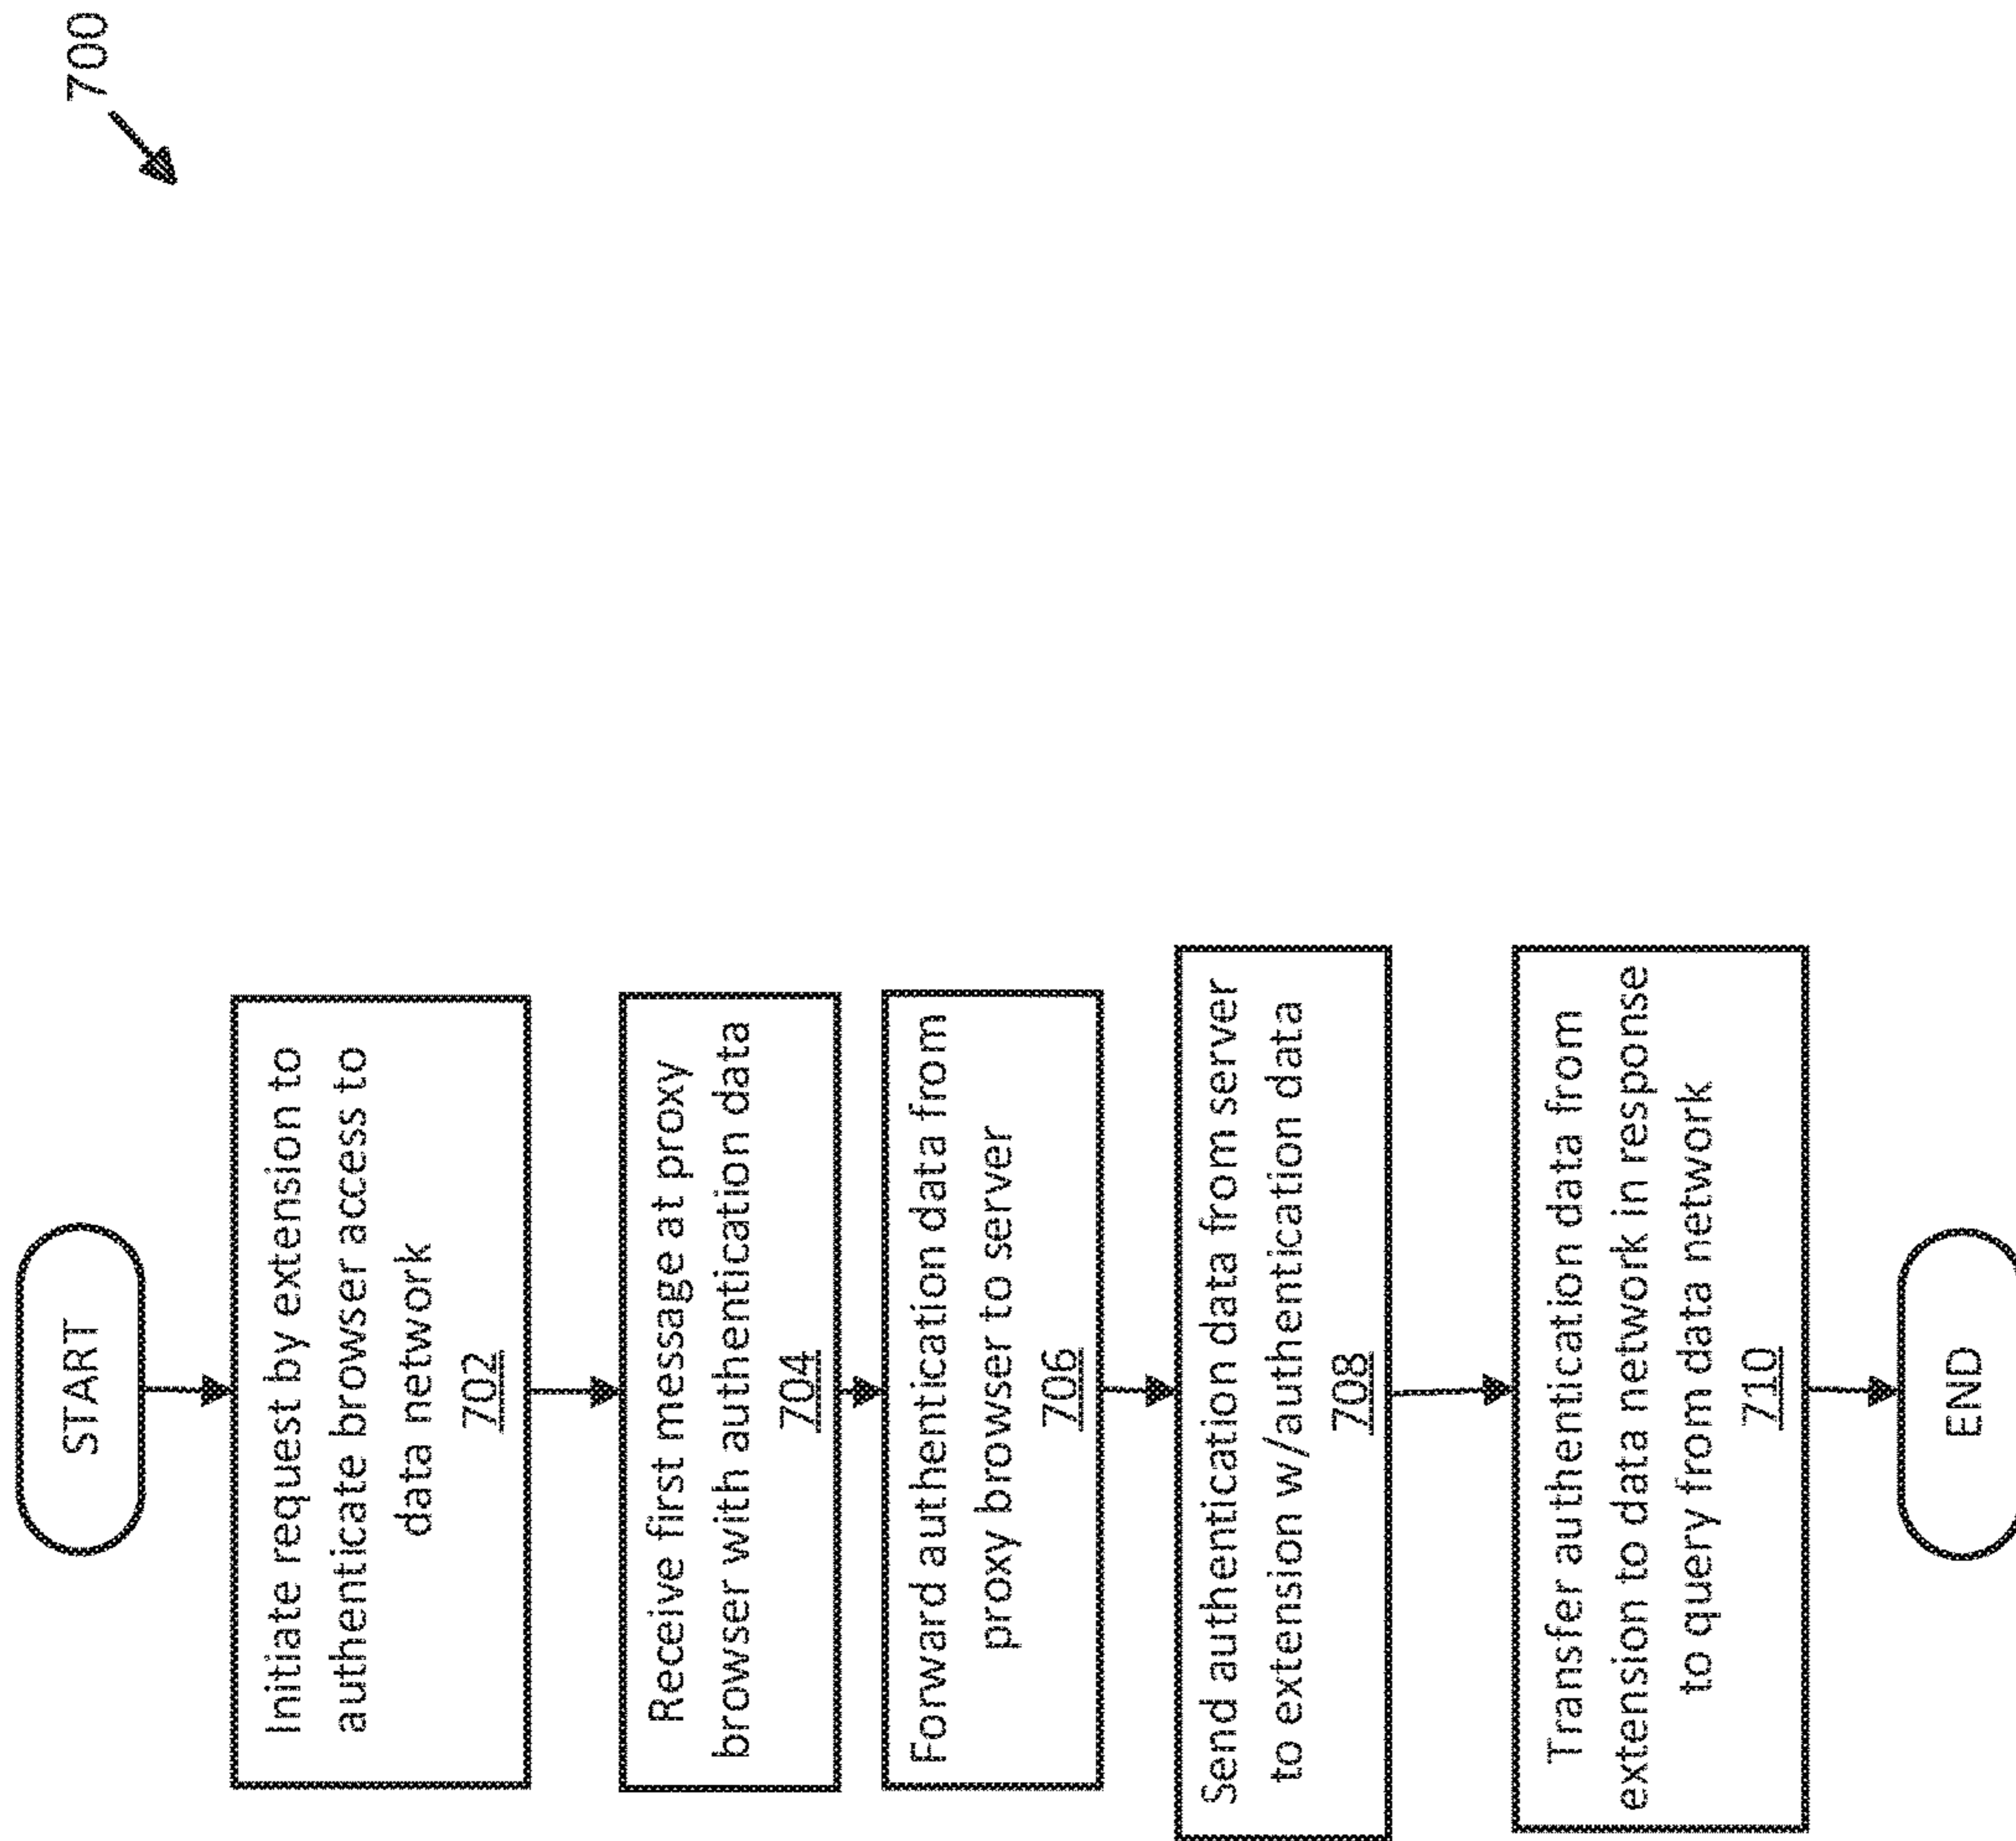 700
START
Initiate request by extension to
authenticate browser access to
data network
702
Receive first message at proxy
browser with authentication data
704
Forward authentication data from
proxy browser to server
706
Send authentication data from server
to extension w/authentication data
708
Transfer authentication data from
extension to data network in response
to query from data network
710
END